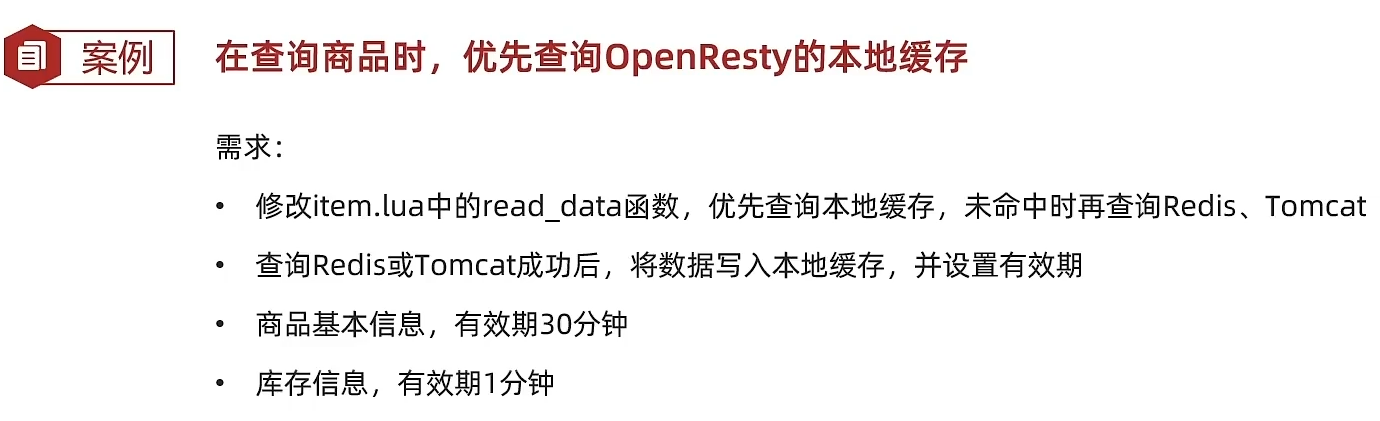 案例
在查询商品时，优先查询OpenResty的本地缓存
需求：
• 修改item.lua中的read_data函数，优先查询本地缓存，未命中时再查询Redis、Tomcat
• 查询Redis或Tomcat成功后，将数据写入本地缓存，并设置有效期
• 商品基本信息，有效期30分钟
• 库存信息，有效期1分钟